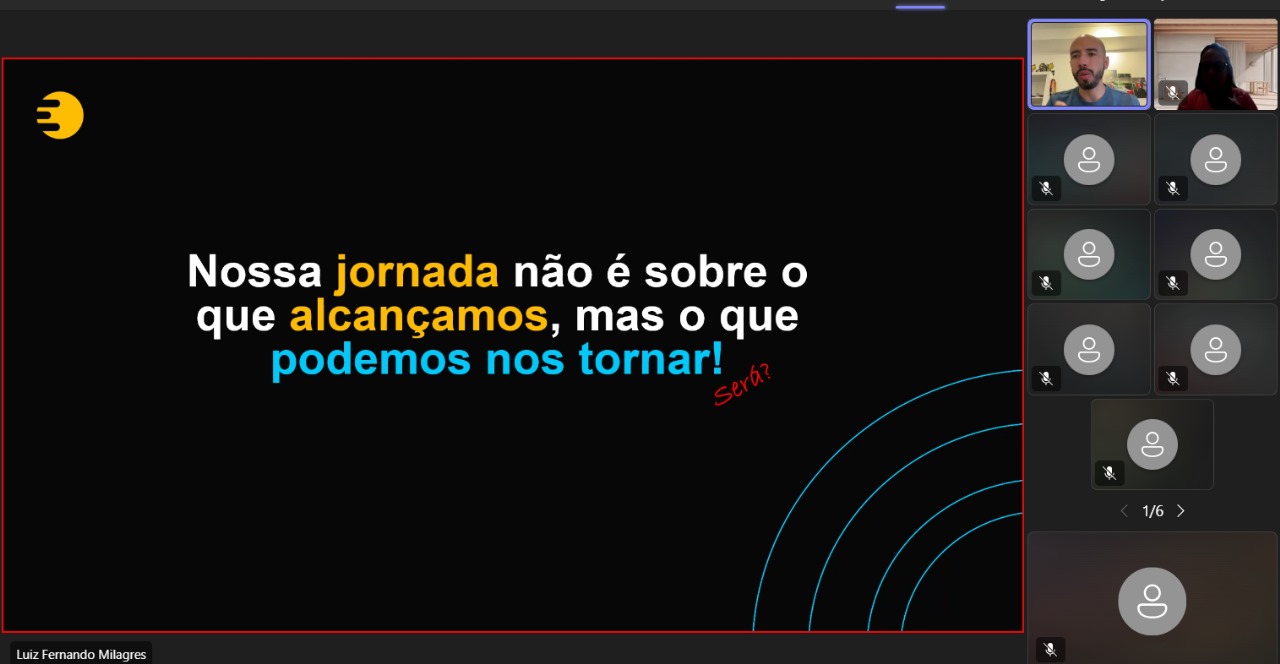 Nossa jornada não é sobre o
que alcançamos, mas o que
podemos nos tornar!
Será?
1/6
Luiz Fernando Milagres